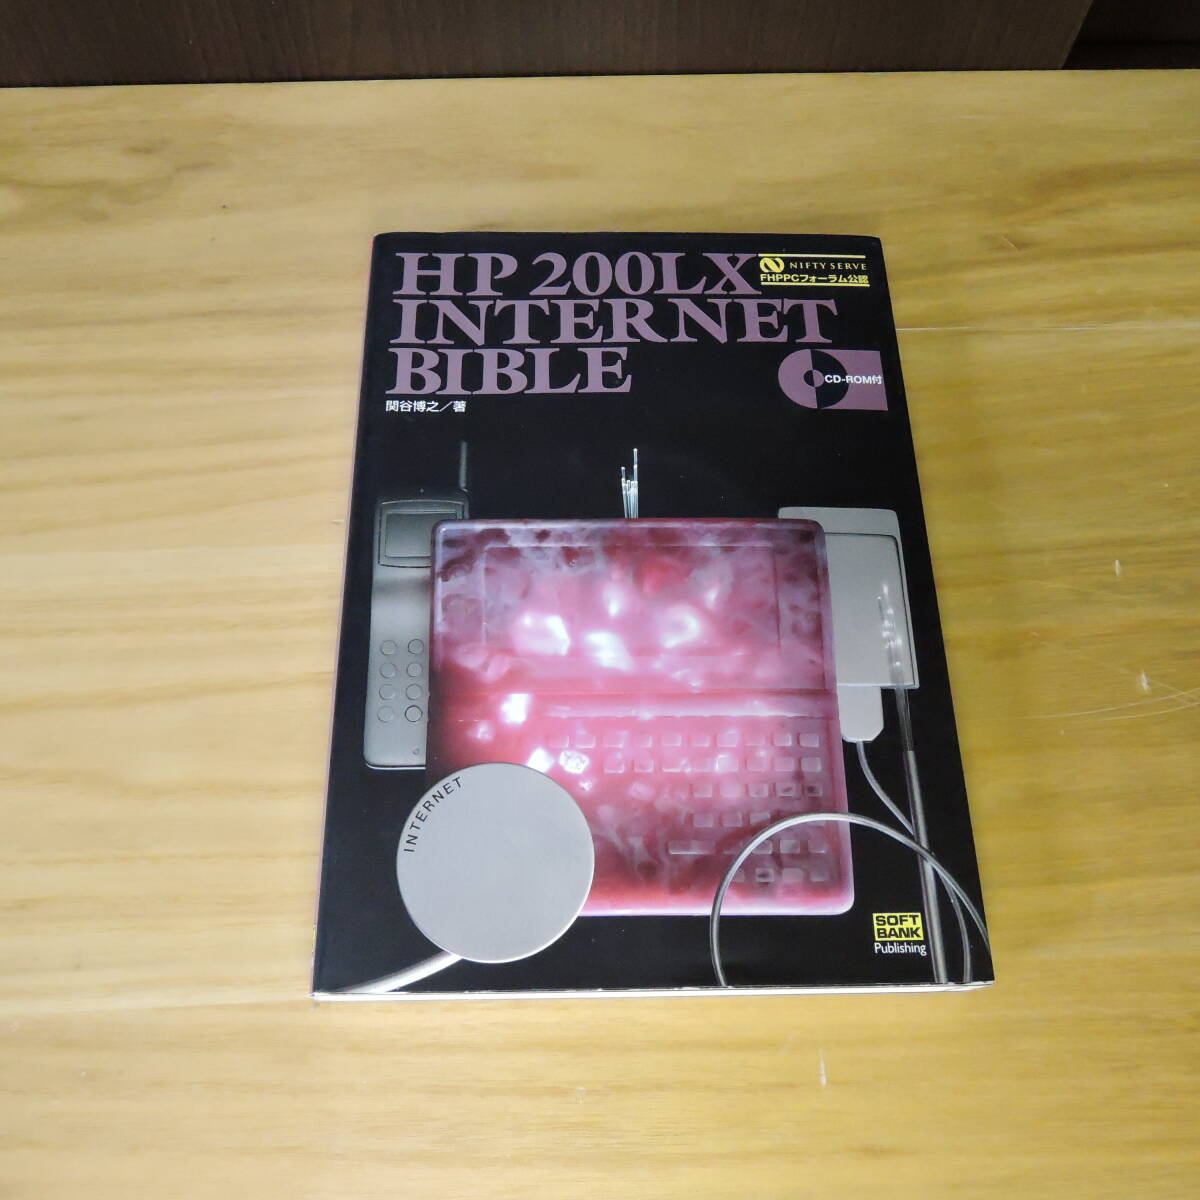 HP 200LX
INTERNET
BIBLE
NIFTY SERVE
FHPPCフォーラム公認
CD-ROM付
関谷博之/著
INTERNET
SOFT
BANK
Publishing